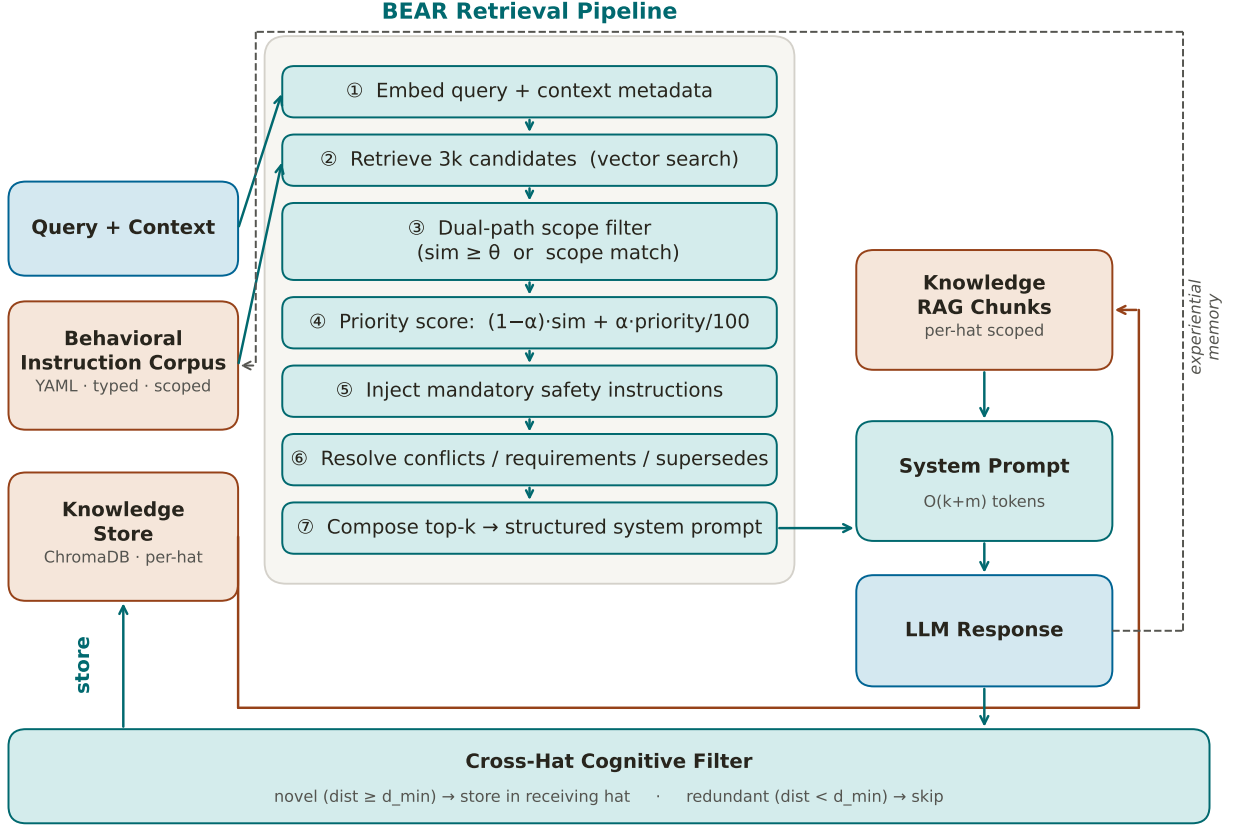 BEAR Retrieval Pipeline
① Embed query + context metadata
② Retrieve 3k candidates (vector search)
③ Dual-path scope filter
(sim ≥ θ or scope match)
④ Priority score: (1−α)·sim + α·priority/100
⑤ Inject mandatory safety instructions
⑥ Resolve conflicts / requirements / supersedes
⑦ Compose top-k → structured system prompt
Query + Context
Behavioral
Instruction Corpus
YAML · typed · scoped
Knowledge
Store
ChromaDB · per-hat
store
Knowledge
RAG Chunks
per-hat scoped
System Prompt
O(k+m) tokens
LLM Response
experiential
memory
Cross-Hat Cognitive Filter
novel (dist ≥ d_min) → store in receiving hat · redundant (dist < d_min) → skip